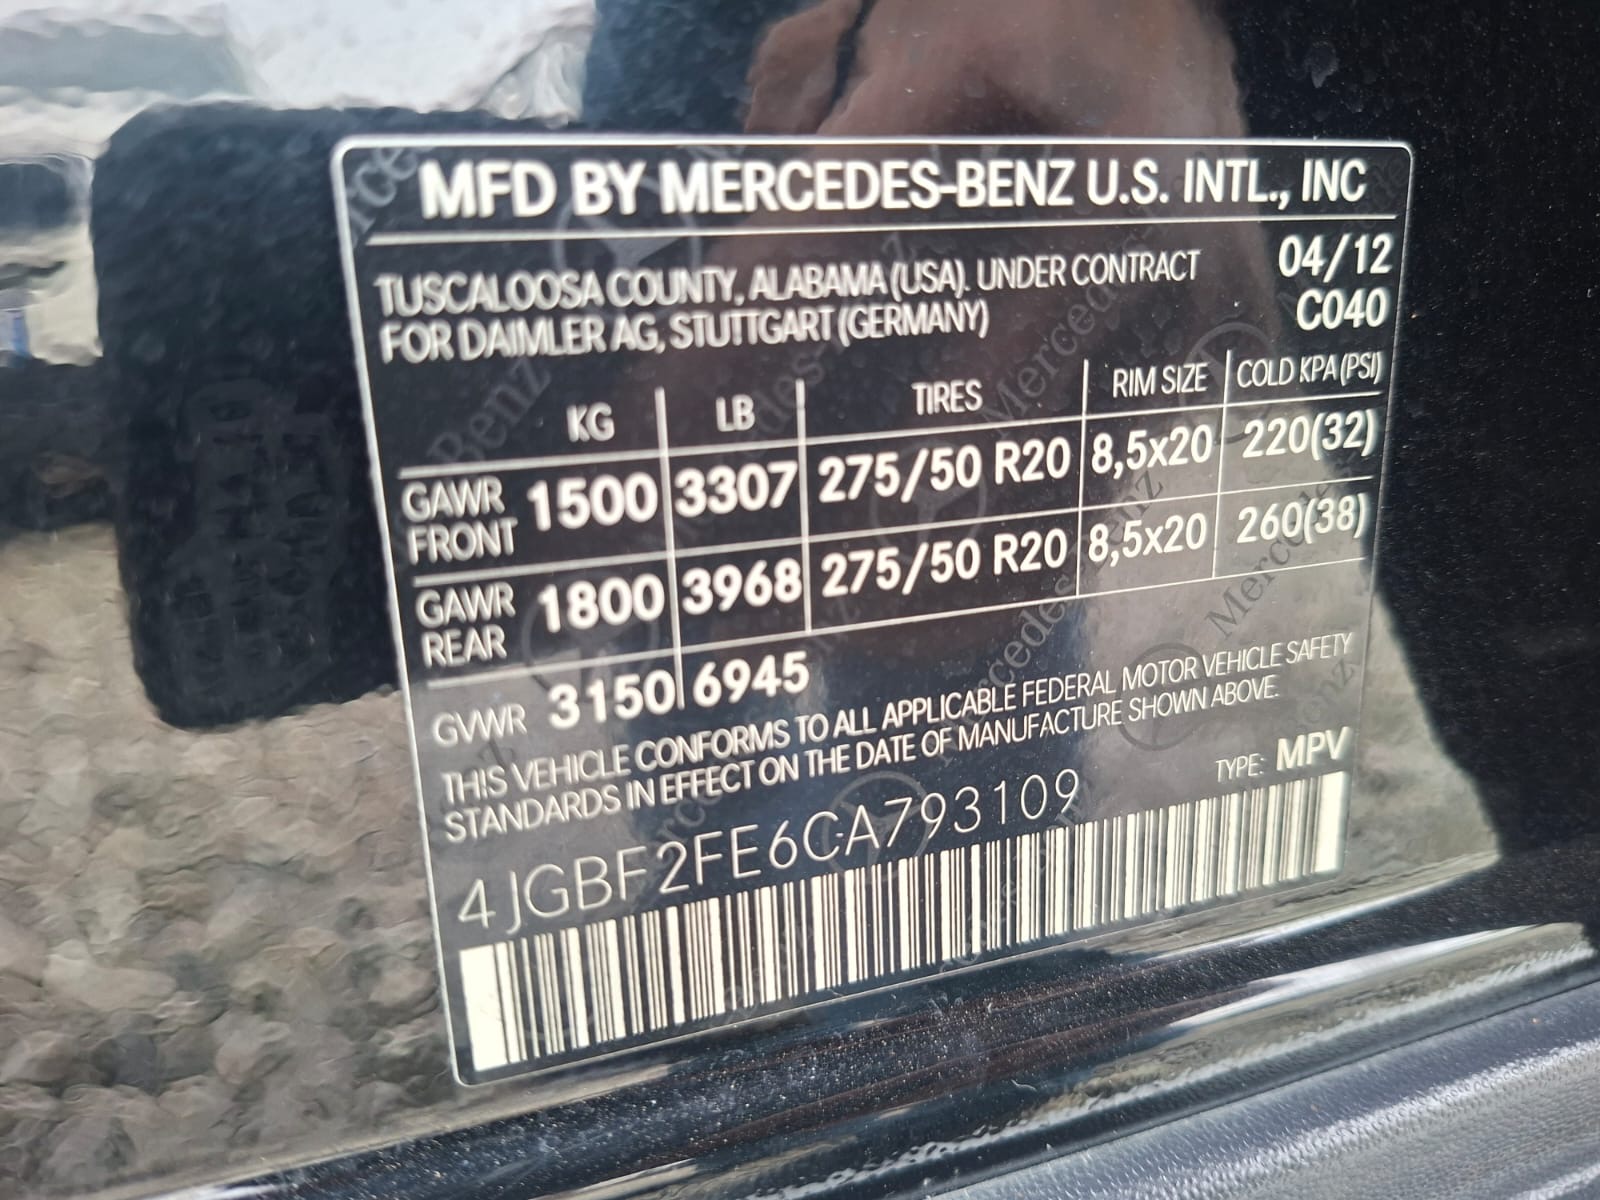 MFD BY MERCEDES-BENZ U.S. INTL., INC
TUSCALOOSA COUNTY, ALABAMA (USA). UNDER CONTRACT 04/12
FOR DAIMLER AG, STUTTGART (GERMANY) C040
KG LB TIRES RIM SIZE COLD KPA (PSI)
GAWR FRONT 1500 3307 275/50 R20 8,5x20 220(32)
GAWR REAR 1800 3968 275/50 R20 8,5x20 260(38)
GVWR 3150 6945
THIS VEHICLE CONFORMS TO ALL APPLICABLE FEDERAL MOTOR VEHICLE SAFETY
STANDARDS IN EFFECT ON THE DATE OF MANUFACTURE SHOWN ABOVE.
4JGBF2FE6CA793109 TYPE: MPV